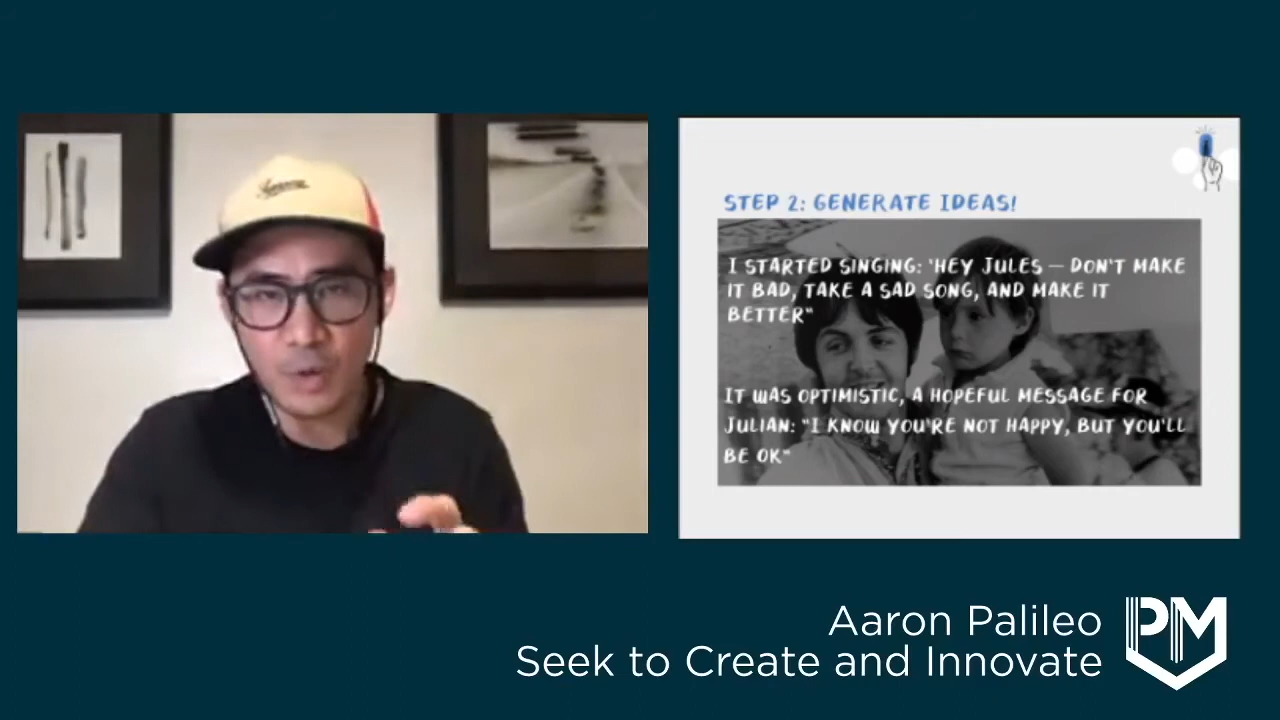 STEP 2: GENERATE IDEAS!
I STARTED SINGING: 'HEY JULES – DON'T MAKE
IT BAD, TAKE A SAD SONG, AND MAKE IT
BETTER"
IT WAS OPTIMISTIC, A HOPEFUL MESSAGE FOR
JULIAN: "I KNOW YOU'RE NOT HAPPY, BUT YOU'LL
BE OK"
Aaron Palileo
Seek to Create and Innovate
PM